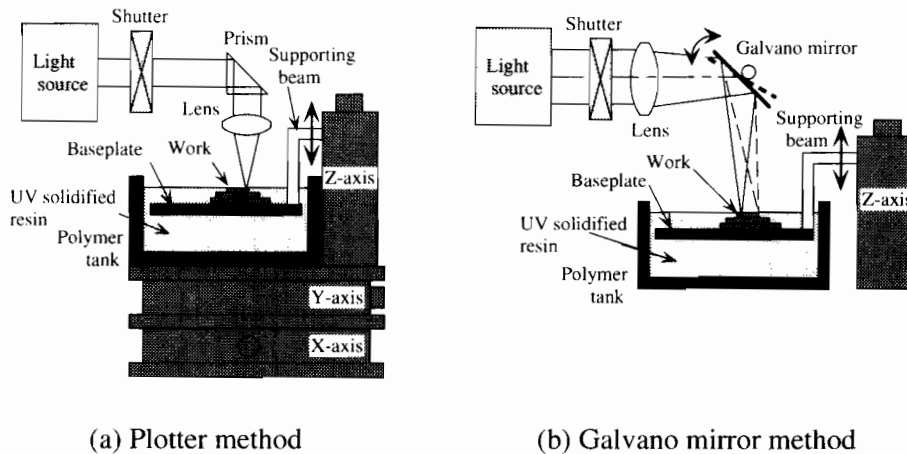 Shutter
Prism
Supporting
beam
Light
source
Lens
Z-axis
Baseplate
Work
UV solidified
resin
Polymer
tank
Y-axis
X-axis
(a) Plotter method
Shutter
Galvano mirror
Light
source
Lens
Supporting
beam
Work
Z-axis
Baseplate
UV solidified
resin
Polymer
tank
(b) Galvano mirror method